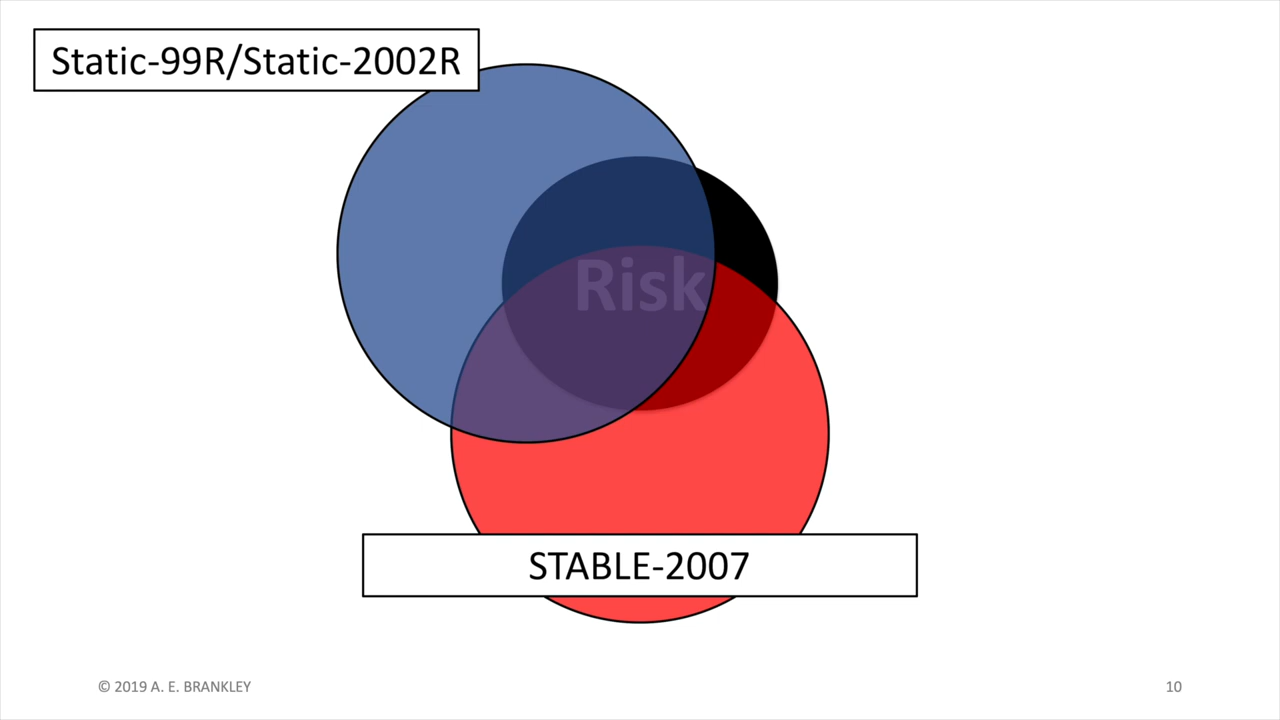 Static-99R/Static-2002R
Risk
STABLE-2007
© 2019 A. E. BRANKLEY
10